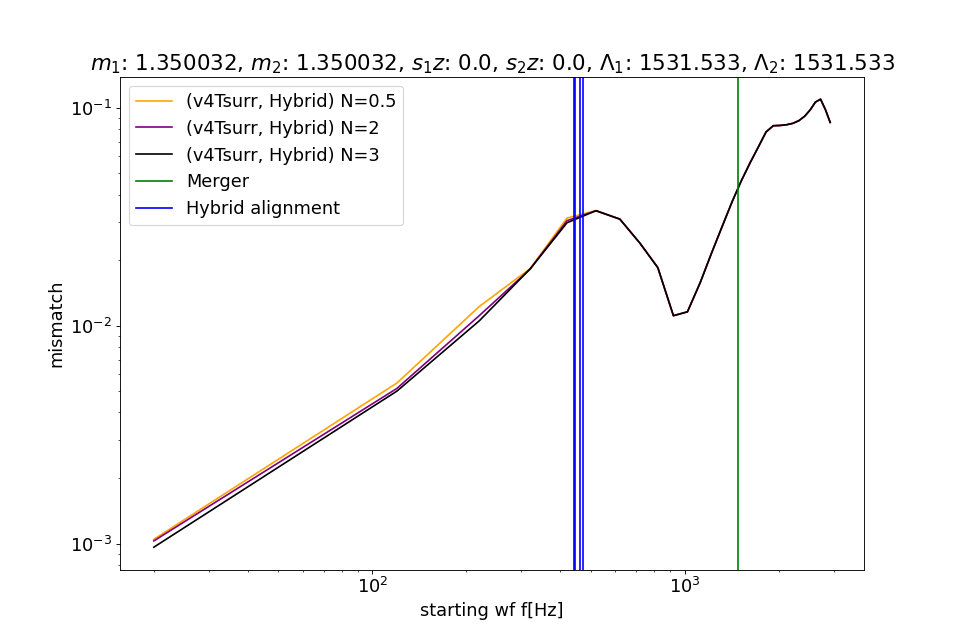 m₁: 1.350032, m₂: 1.350032, s₁z: 0.0, s₂z: 0.0, Λ₁: 1531.533, Λ₂: 1531.533
(v4Tsurr, Hybrid) N=0.5
(v4Tsurr, Hybrid) N=2
(v4Tsurr, Hybrid) N=3
Merger
Hybrid alignment
10⁻¹
10⁻²
10⁻³
mismatch
10²
10³
starting wf f[Hz]